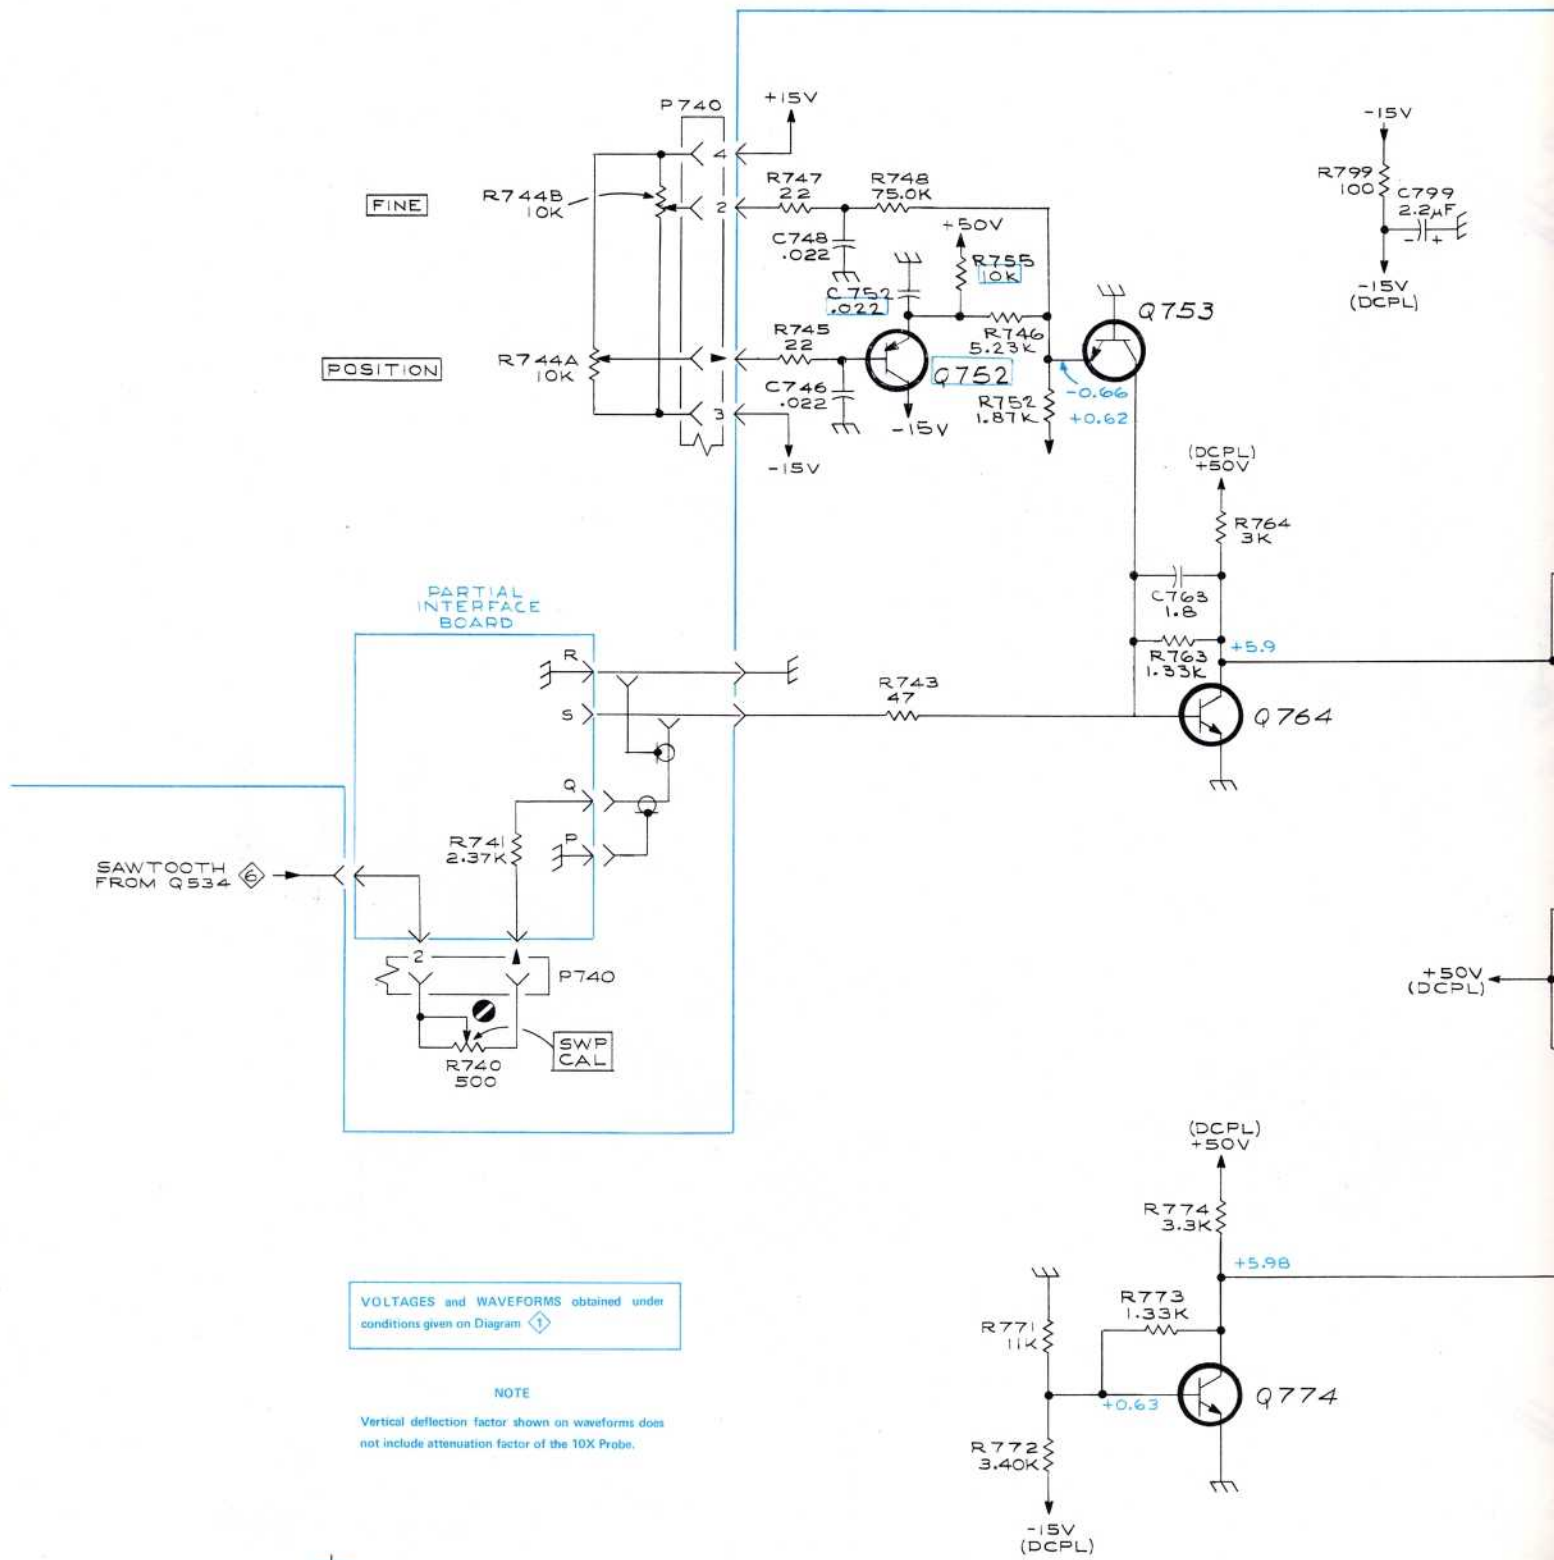 P740
+15V
4
R744B
10K
FINE
2
R747
22
R748
75.0K
C748
.022
+50V
R755
10K
C752
.022
-15V
R799
100
C799
2.2µF
- +
-15V
(DCPL)
Q753
R745
22
R746
5.23K
R744A
10K
POSITION
Q752
C746
.022
R752
1.87K
-0.66
+0.62
3
-15V
-15V
(DCPL)
+50V
R764
3K
C763
1.8
R763
1.33K
+5.9
PARTIAL
INTERFACE
BOARD
R
S
R743
47
Q764
Q
R741
2.37K
P
SAWTOOTH
FROM Q534 6
2
P740
SWP
CAL
R740
500
+50V
(DCPL)
(DCPL)
+50V
R774
3.3K
+5.98
R773
1.33K
R771
11K
+0.63
Q774
R772
3.40K
-15V
(DCPL)
VOLTAGES and WAVEFORMS obtained under
conditions given on Diagram 1
NOTE
Vertical deflection factor shown on waveforms does
not include attenuation factor of the 10X Probe.